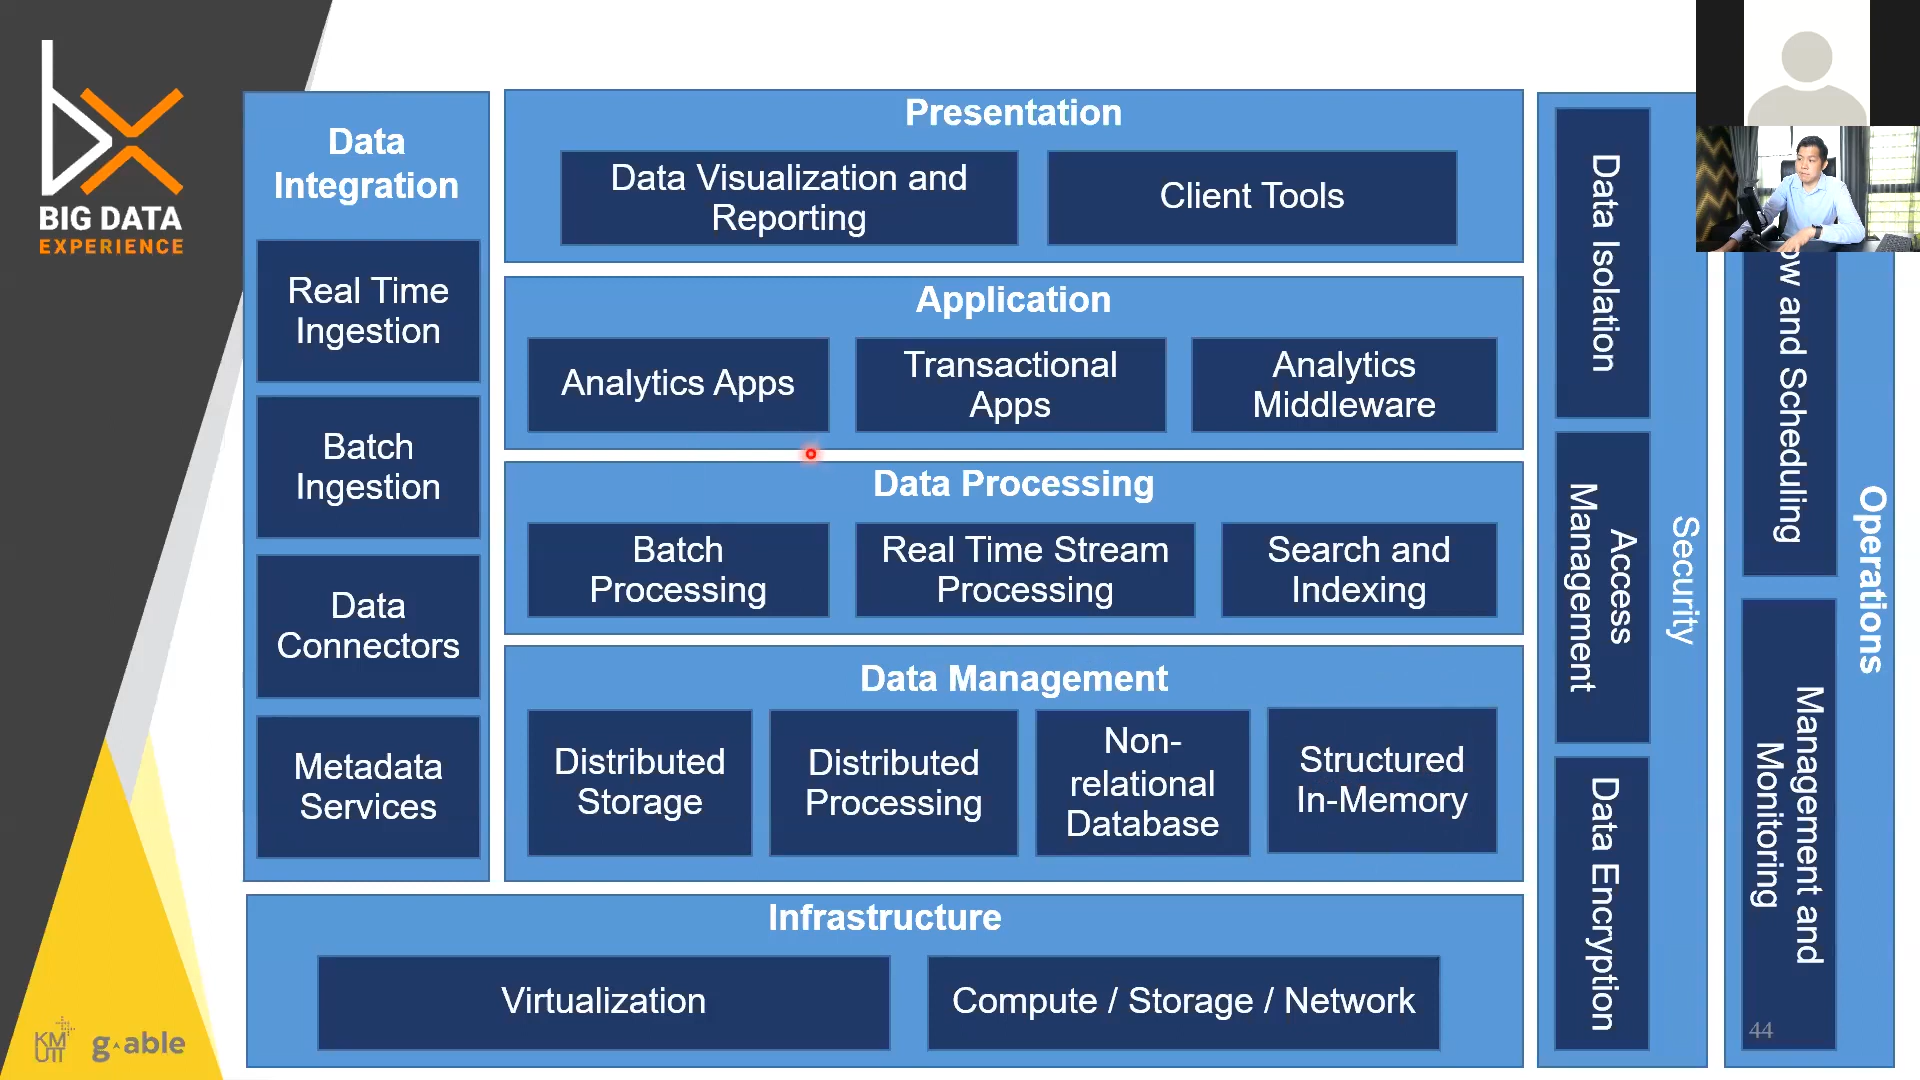 BIG DATA
EXPERIENCE
Data
Integration
Real Time
Ingestion
Batch
Ingestion
Data
Connectors
Metadata
Services
Presentation
Data Visualization and
Reporting
Client Tools
Application
Analytics Apps
Transactional
Apps
Analytics
Middleware
Data Processing
Batch
Processing
Real Time Stream
Processing
Search and
Indexing
Data Management
Distributed
Storage
Distributed
Processing
Non-
relational
Database
Structured
In-Memory
Infrastructure
Virtualization
Compute / Storage / Network
Data Isolation
Access
Management
Data Encryption
Security
and Scheduling
Management and
Monitoring
Operations
44
KM
UTT
g-able